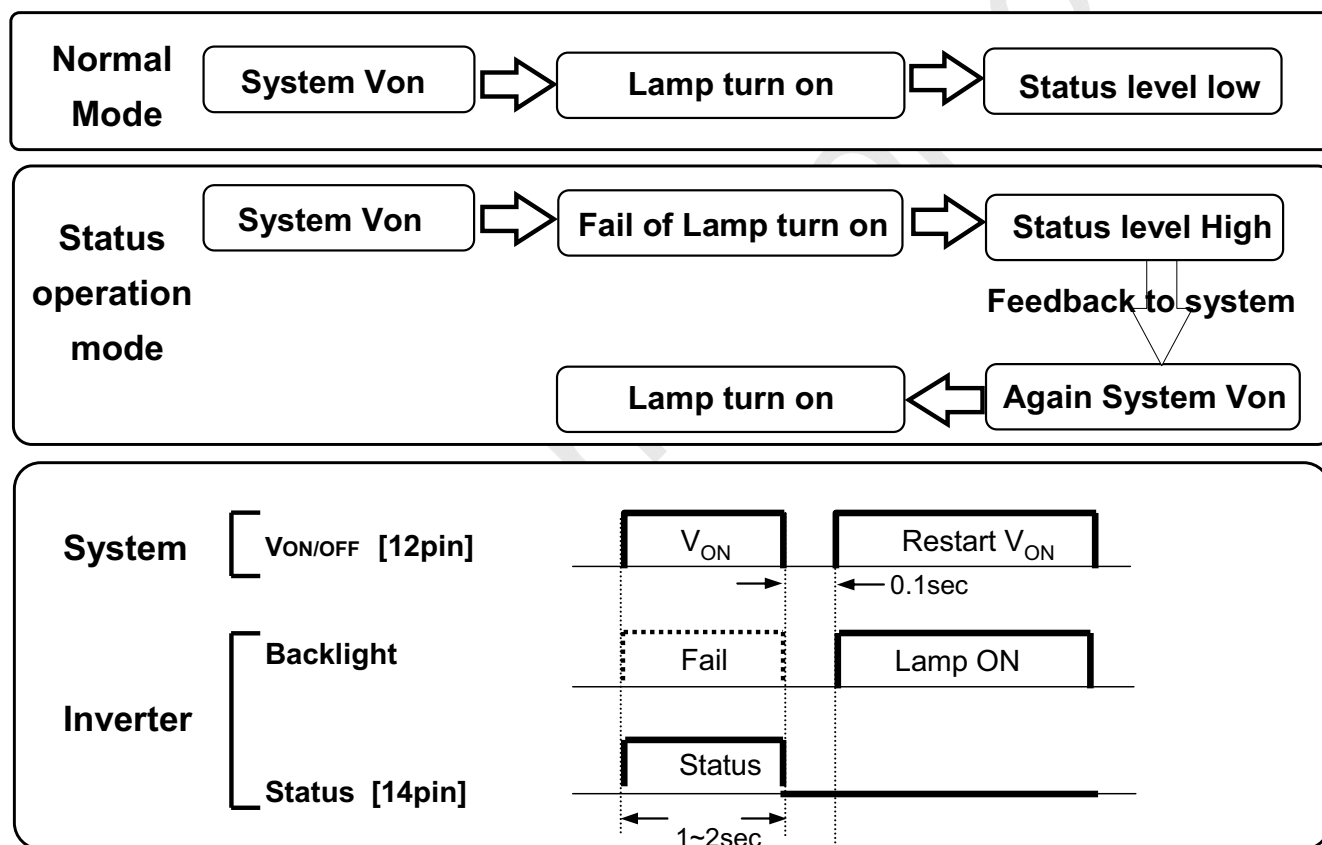 Normal
Mode
System Von
Lamp turn on
Status level low
Status
operation
mode
System Von
Fail of Lamp turn on
Status level High
Feedback to system
Lamp turn on
Again System Von
System
VON/OFF [12pin]
VON
Restart VON
0.1sec
Inverter
Backlight
Fail
Lamp ON
Status [14pin]
Status
1~2sec